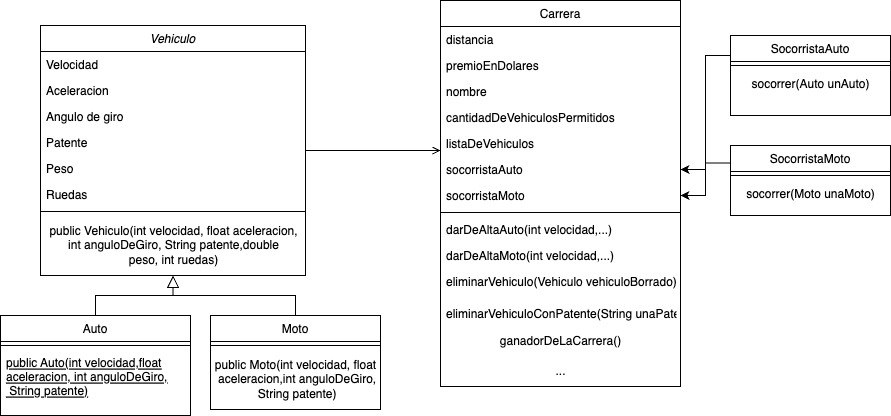 Vehiculo
Velocidad
Aceleracion
Angulo de giro
Patente
Peso
Ruedas
public Vehiculo(int velocidad, float aceleracion,
int anguloDeGiro, String patente,double
peso, int ruedas)
Auto
public Auto(int velocidad,float
aceleracion, int anguloDeGiro,
String patente)
Moto
public Moto(int velocidad, float
aceleracion,int anguloDeGiro,
String patente)
Carrera
distancia
premioEnDolares
nombre
cantidadDeVehiculosPermitidos
listaDeVehiculos
socorristaAuto
socorristaMoto
darDeAltaAuto(int velocidad,...)
darDeAltaMoto(int velocidad,...)
eliminarVehiculo(Vehiculo vehiculoBorrado)
eliminarVehiculoConPatente(String unaPate
ganadorDeLaCarrera()
...
SocorristaAuto
socorrer(Auto unAuto)
SocorristaMoto
socorrer(Moto unaMoto)